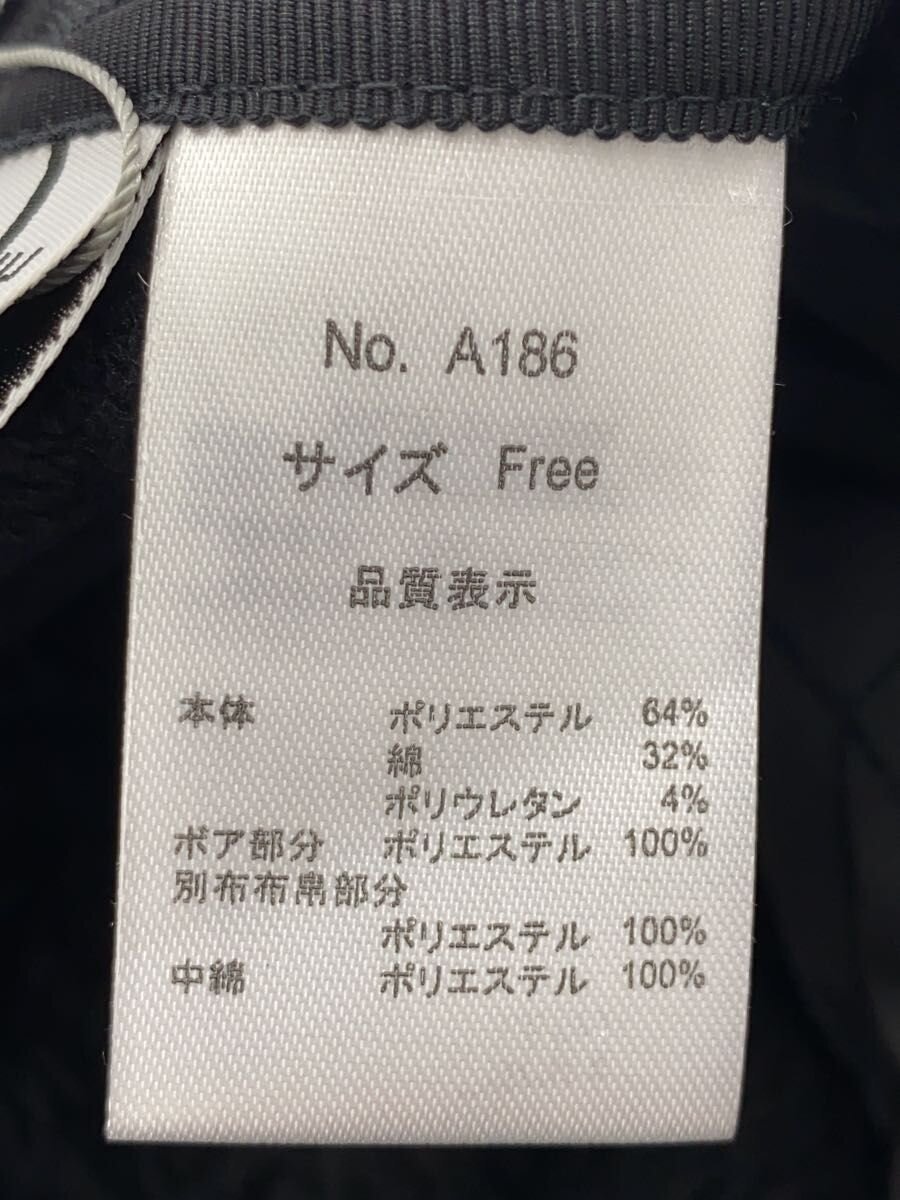 No. A186
サイズ Free
品質表示
本体 ポリエステル 64%
綿 32%
ポリウレタン 4%
ボア部分 ポリエステル 100%
別布布帛部分
ポリエステル 100%
中綿 ポリエステル 100%